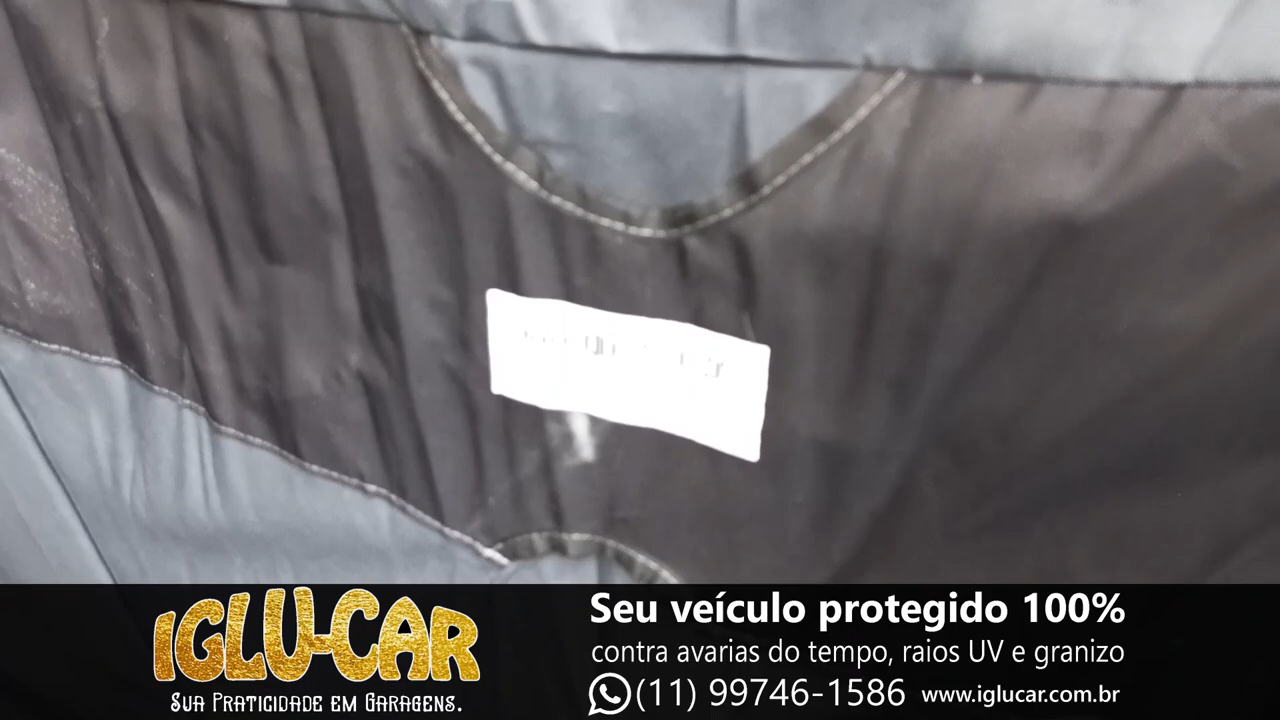 IGLU-CAR
Sua Praticidade em Garagens.
Seu veículo protegido 100%
contra avarias do tempo, raios UV e granizo
(11) 99746-1586 www.iglucar.com.br